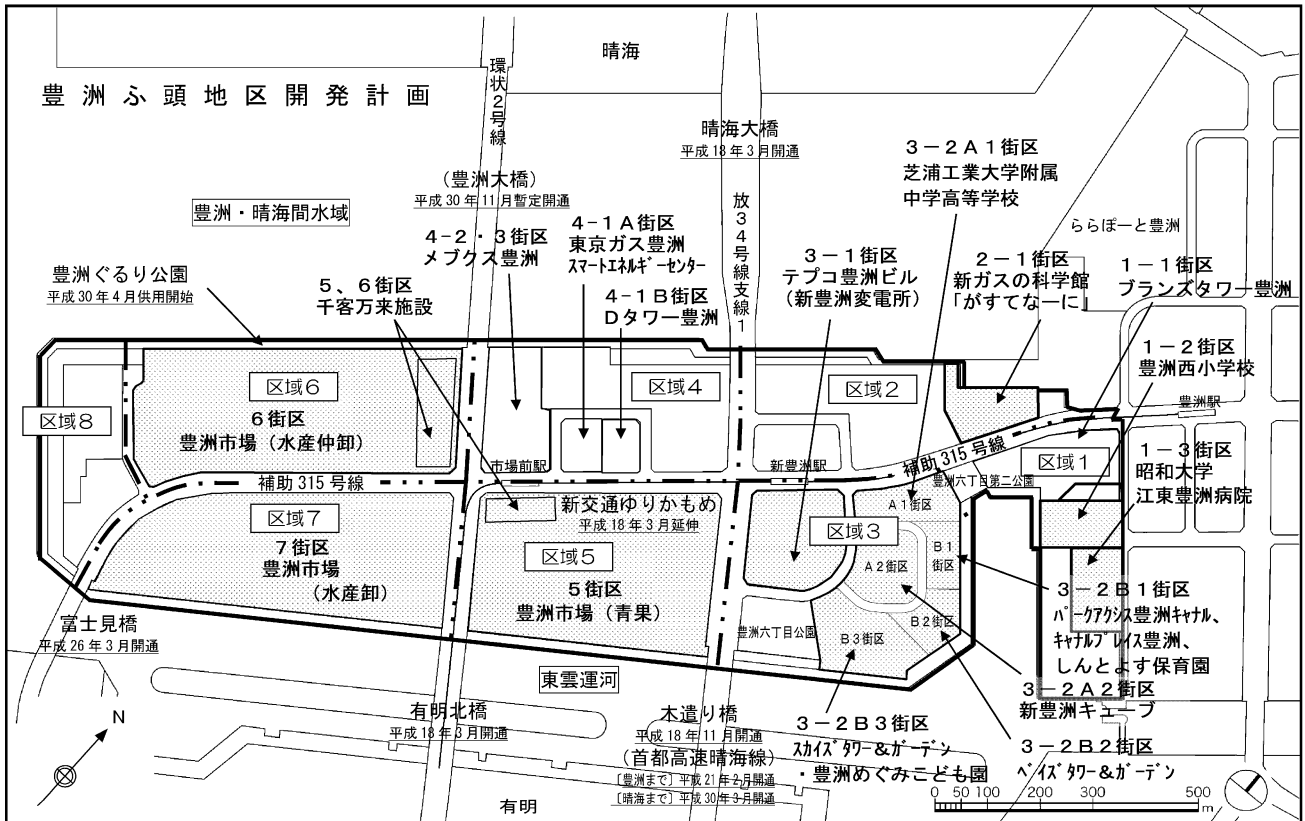 豊洲ふ頭地区開発計画
晴海
環状２号線
晴海大橋
平成18年3月開通
放３４号線支線１
（豊洲大橋）
平成30年11月暫定開通
豊洲・晴海間水域
豊洲ぐるり公園
平成30年4月供用開始
５、６街区
千客万来施設
４-２・３街区
メブクス豊洲
４-１Ａ街区
東京ガス豊洲
ｽﾏｰﾄｴﾈﾙｷﾞｰｾﾝﾀｰ
４-１Ｂ街区
Ｄタワー豊洲
３－１街区
テプコ豊洲ビル
（新豊洲変電所）
３－２Ａ１街区
芝浦工業大学附属
中学高等学校
ららぽーと豊洲
２－１街区
新ガスの科学館
「がすてなーに」
１－１街区
ブランズタワー豊洲
１－２街区
豊洲西小学校
豊洲駅
１－３街区
昭和大学
江東豊洲病院
区域８
区域６
６街区
豊洲市場（水産仲卸）
区域４
区域２
区域１
市場前駅
新豊洲駅
補助315号線
補助315号線
豊洲六丁目第二公園
新交通ゆりかもめ
平成18年3月延伸
区域７
７街区
豊洲市場
（水産卸）
区域５
５街区
豊洲市場（青果）
区域３
Ａ１街区
Ａ２街区
Ｂ１
街区
Ｂ２街区
Ｂ３街区
豊洲六丁目公園
３－２Ｂ１街区
ﾊﾟｰｸｱｸｼｽ豊洲ｷｬﾅﾙ、
ｷｬﾅﾙﾌﾟﾚｲｽ豊洲、
しんとよす保育園
３－２Ａ２街区
新豊洲キューブ
３－２Ｂ２街区
ﾍﾞｲｽﾞﾀﾜｰ&ｶﾞｰﾃﾞﾝ
３－２Ｂ３街区
ｽｶｲｽﾞﾀﾜｰ&ｶﾞｰﾃﾞﾝ
・豊洲めぐみこども園
富士見橋
平成26年3月開通
東雲運河
有明北橋
平成18年3月開通
木遣り橋
平成18年11月開通
（首都高速晴海線）
〔豊洲まで〕平成21年2月開通
〔晴海まで〕平成30年3月開通
有明
N
0 50 100 200 300 500
m